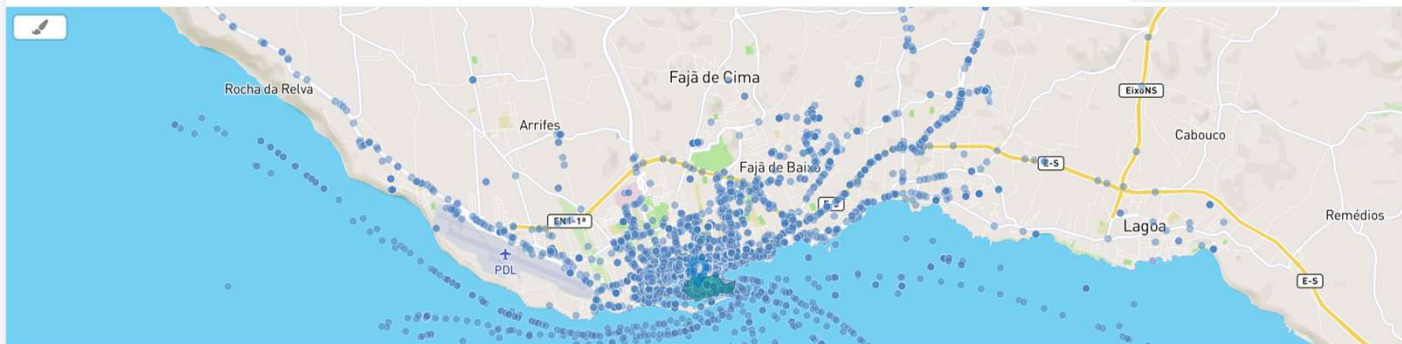 Fajã de Cima
Rocha da Relva
EixoNS
Arrifes
Cabouco
E-S
Fajã de Baixo
E-S
EN1-1ª
Remédios
Lagoa
PDL
E-S